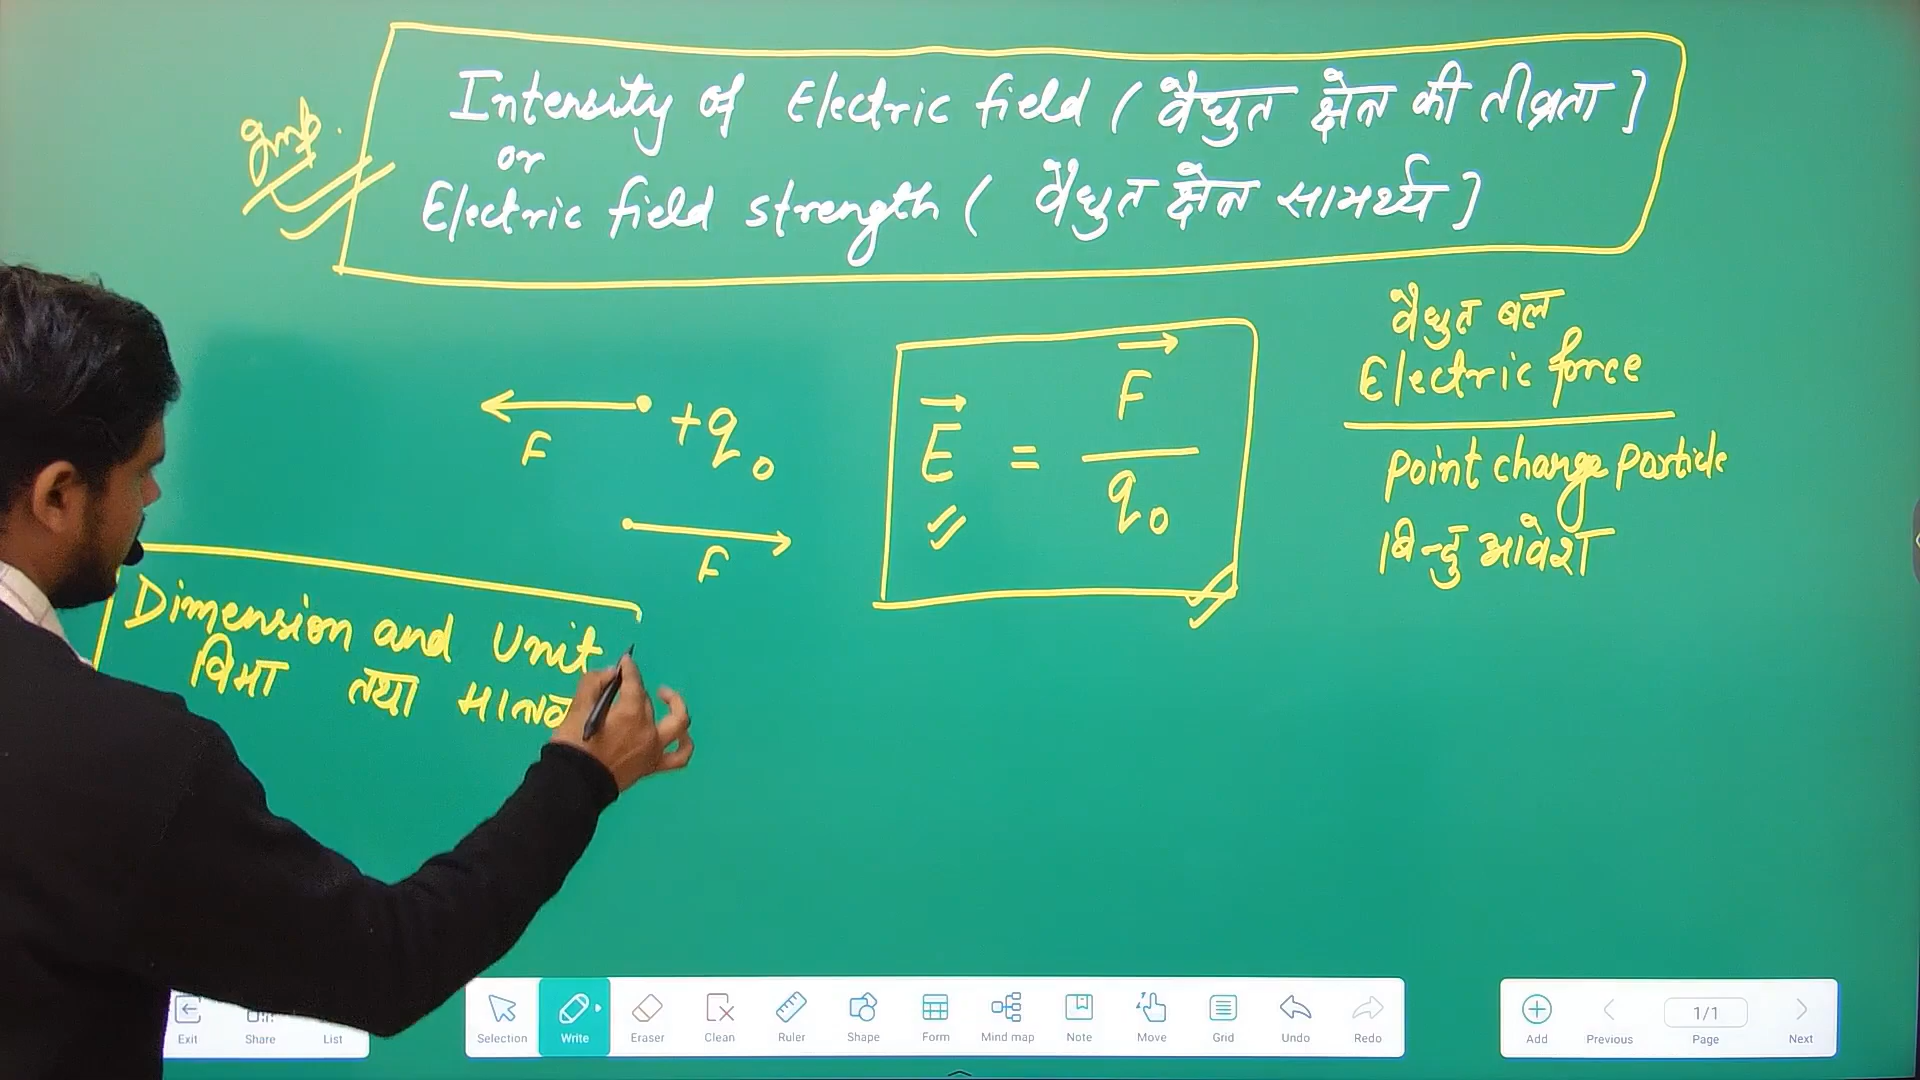 Intensity of Electric field ( वैद्युत क्षेत्र की तीव्रता ]
or
Electric field strength ( वैद्युत क्षेत्र सामर्थ्य ]
Imp.
F
+q₀
F
E = F / q₀
वैद्युत बल
Electric force
Point charge Particle
बिन्दु आवेश
Dimension and Unit
विमा तथा
Exit
Share
List
Selection
Write
Eraser
Clean
Ruler
Shape
Form
Mind map
Note
Move
Grid
Undo
Redo
Add
Previous
1/1
Page
Next